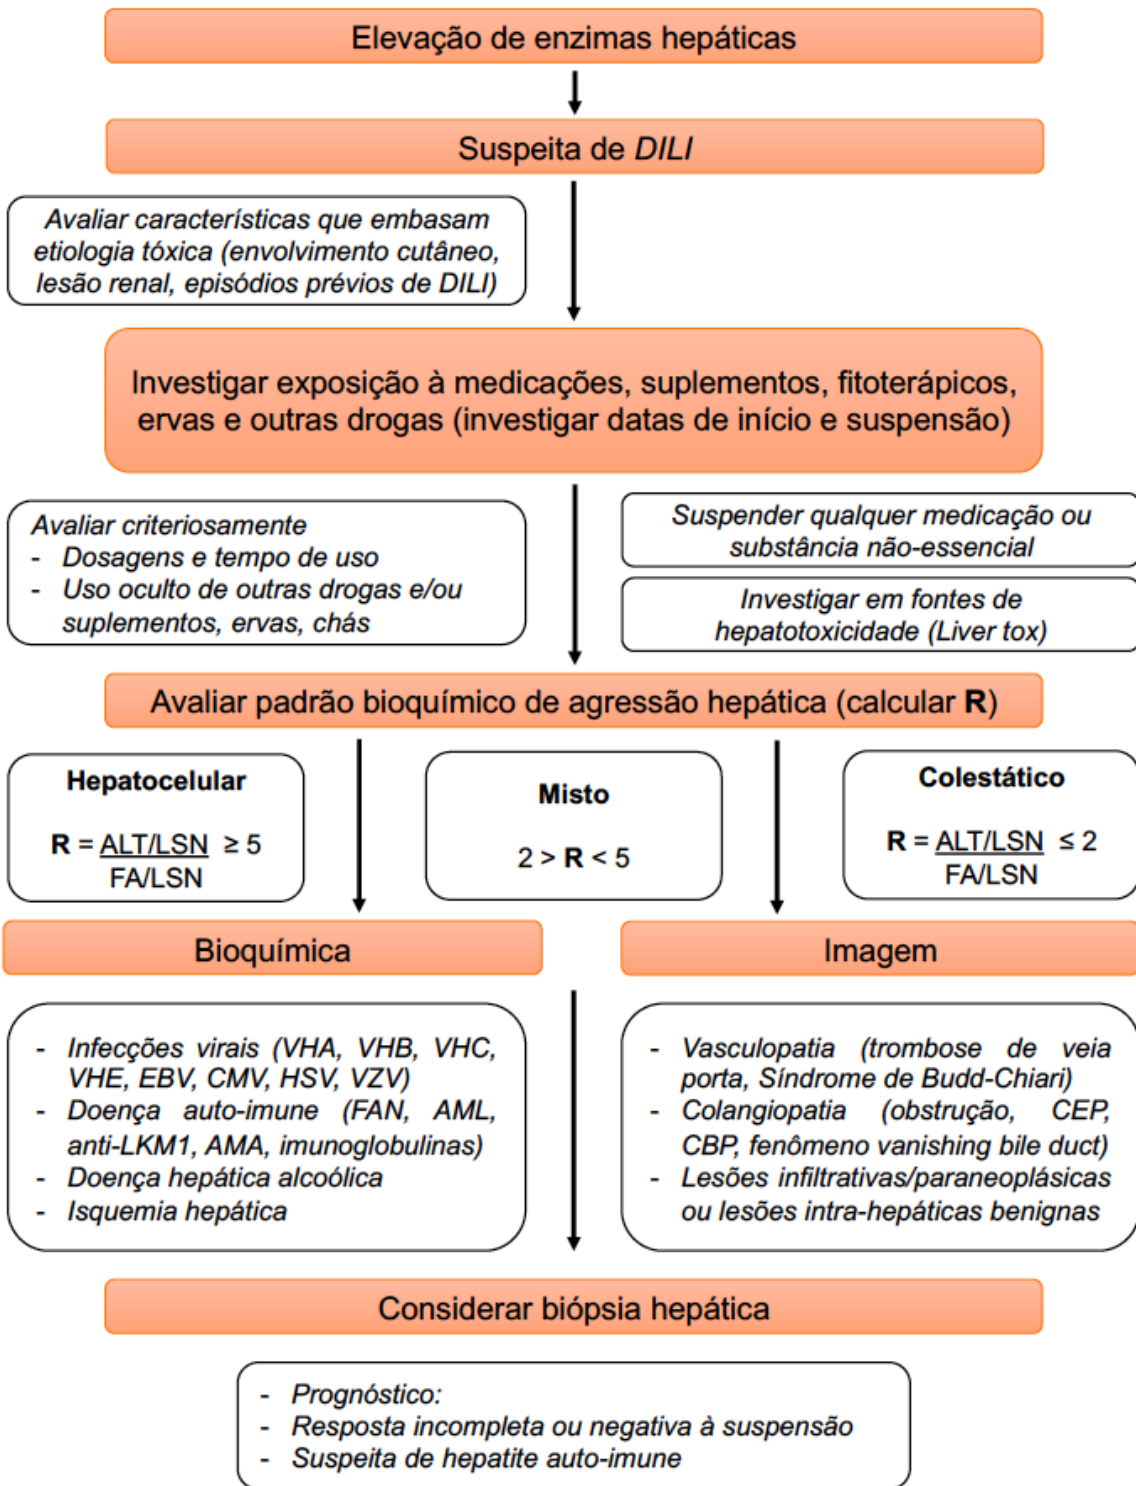 Elevação de enzimas hepáticas
Suspeita de DILI
Avaliar características que embasam
etiologia tóxica (envolvimento cutâneo,
lesão renal, episódios prévios de DILI)
Investigar exposição à medicações, suplementos, fitoterápicos,
ervas e outras drogas (investigar datas de início e suspensão)
Avaliar criteriosamente
- Dosagens e tempo de uso
- Uso oculto de outras drogas e/ou
suplementos, ervas, chás
Suspender qualquer medicação ou
substância não-essencial
Investigar em fontes de
hepatotoxicidade (Liver tox)
Avaliar padrão bioquímico de agressão hepática (calcular R)
Hepatocelular
R = ALT/LSN ≥ 5
FA/LSN
Misto
2 > R < 5
Colestático
R = ALT/LSN ≤ 2
FA/LSN
Bioquímica
- Infecções virais (VHA, VHB, VHC,
VHE, EBV, CMV, HSV, VZV)
- Doença auto-imune (FAN, AML,
anti-LKM1, AMA, imunoglobulinas)
- Doença hepática alcoólica
- Isquemia hepática
Imagem
- Vasculopatia (trombose de veia
porta, Síndrome de Budd-Chiari)
- Colangiopatia (obstrução, CEP,
CBP, fenômeno vanishing bile duct)
- Lesões infiltrativas/paraneoplásicas
ou lesões intra-hepáticas benignas
Considerar biópsia hepática
- Prognóstico:
- Resposta incompleta ou negativa à suspensão
- Suspeita de hepatite auto-imune